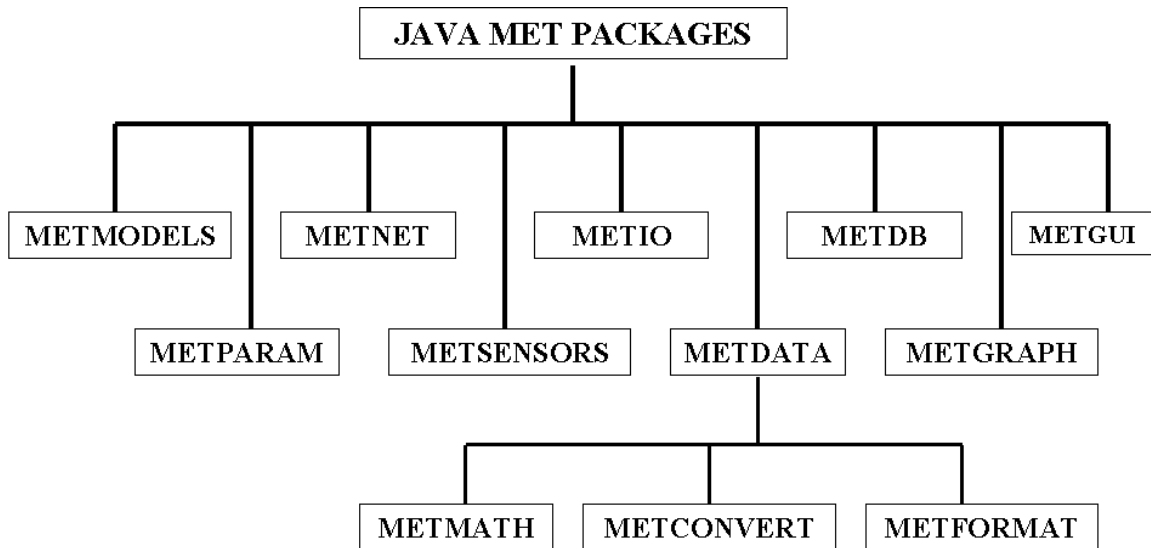 JAVA MET PACKAGES
METMODELS
METNET
METIO
METDB
METGUI
METPARAM
METSENSORS
METDATA
METGRAPH
METMATH
METCONVERT
METFORMAT